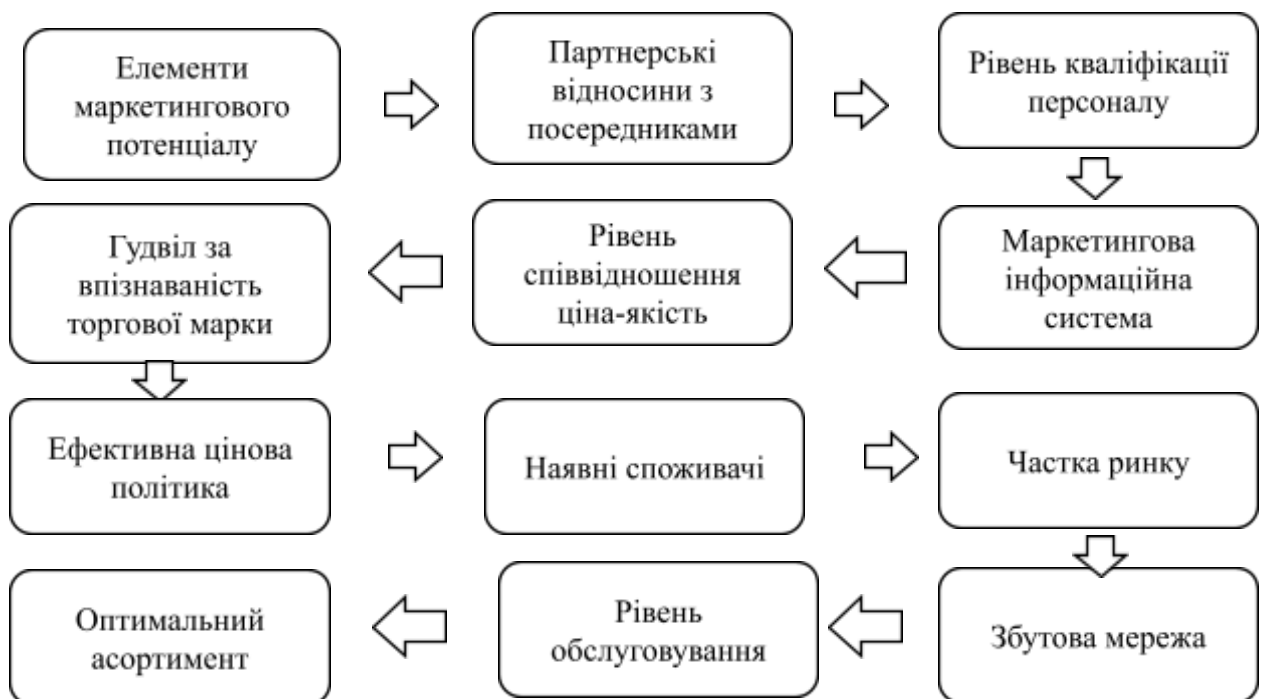 Елементи
маркетингового
потенціалу
Партнерські
відносини з
посередниками
Рівень кваліфікації
персоналу
Маркетингова
інформаційна
система
Рівень
співвідношення
ціна-якість
Гудвіл за
впізнаваність
торгової марки
Ефективна цінова
політика
Наявні споживачі
Частка ринку
Збутова мережа
Рівень
обслуговування
Оптимальний
асортимент